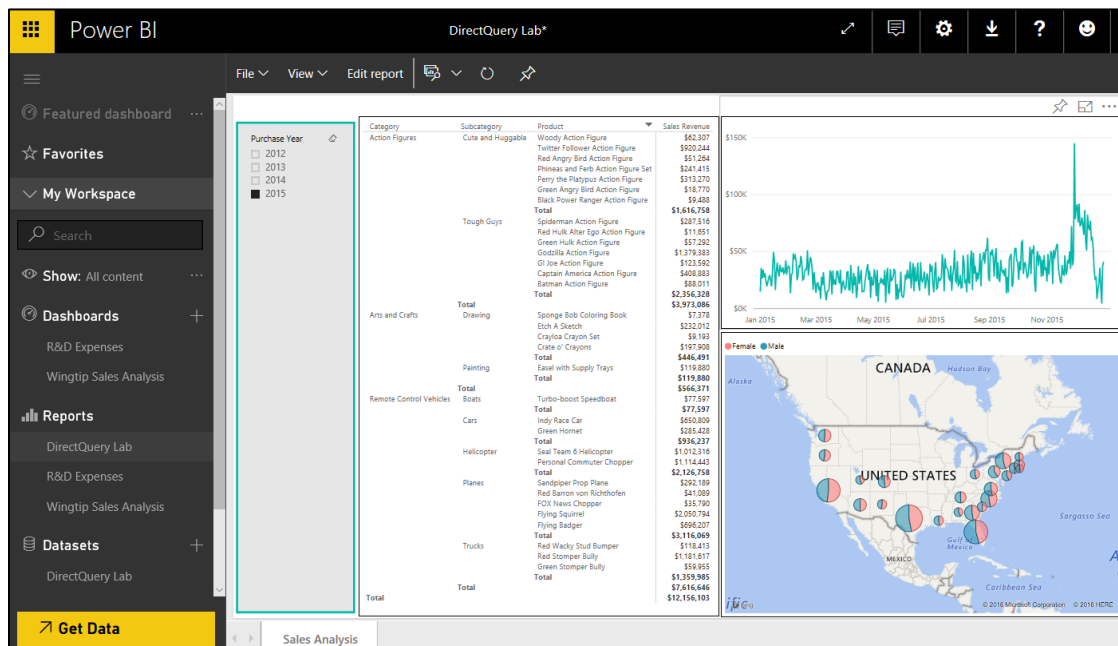 Power BI
DirectQuery Lab*
File View Edit report
Featured dashboard ...
Favorites
My Workspace
Search
Show: All content ...
Dashboards +
R&D Expenses
Wingtip Sales Analysis
Reports
DirectQuery Lab
R&D Expenses
Wingtip Sales Analysis
Datasets +
DirectQuery Lab
Get Data
Purchase Year
2012
2013
2014
2015
Category Subcategory Product Sales Revenue
Action Figures Cute and Huggable Woody Action Figure $62,307
Twitter Follower Action Figure $920,244
Red Angry Bird Action Figure $51,264
Phineas and Ferb Action Figure Set $241,415
Perry the Platypus Action Figure $313,270
Green Angry Bird Action Figure $18,770
Black Power Ranger Action Figure $9,488
Total $1,616,758
Tough Guys Spiderman Action Figure $287,516
Red Hulk Alter Ego Action Figure $11,651
Green Hulk Action Figure $57,292
Godzilla Action Figure $1,379,383
GI Joe Action Figure $123,592
Captain America Action Figure $408,883
Batman Action Figure $88,011
Total $2,356,328
Total $3,973,086
Arts and Crafts Drawing Sponge Bob Coloring Book $7,378
Etch A Sketch $232,012
Crayloa Crayon Set $9,193
Crate o' Crayons $197,908
Total $446,491
Painting Easel with Supply Trays $119,880
Total $119,880
Total $566,371
Remote Control Vehicles Boats Turbo-boost Speedboat $77,597
Total $77,597
Cars Indy Race Car $650,809
Green Hornet $285,428
Total $936,237
Helicopter Seal Team 6 Helicopter $1,012,316
Personal Commuter Chopper $1,114,443
Total $2,126,758
Planes Sandpiper Prop Plane $292,189
Red Barron von Richthofen $41,089
FOX News Chopper $35,790
Flying Squirrel $2,050,794
Flying Badger $696,207
Total $3,116,069
Trucks Red Wacky Stud Bumper $118,413
Red Stomper Bully $1,181,617
Green Stomper Bully $59,955
Total $1,359,985
Total $7,616,646
Total $12,156,103
$150K
$100K
$50K
$0K
Jan 2015 Mar 2015 May 2015 Jul 2015 Sep 2015 Nov 2015
Female Male
CANADA
Hudson Bay
Alaska
UNITED STATES
Sargasso Sea
Gulf of
Mexico
MEXICO
Caribbean Sea
ific
© 2016 Microsoft Corporation © 2016 HERE
Sales Analysis